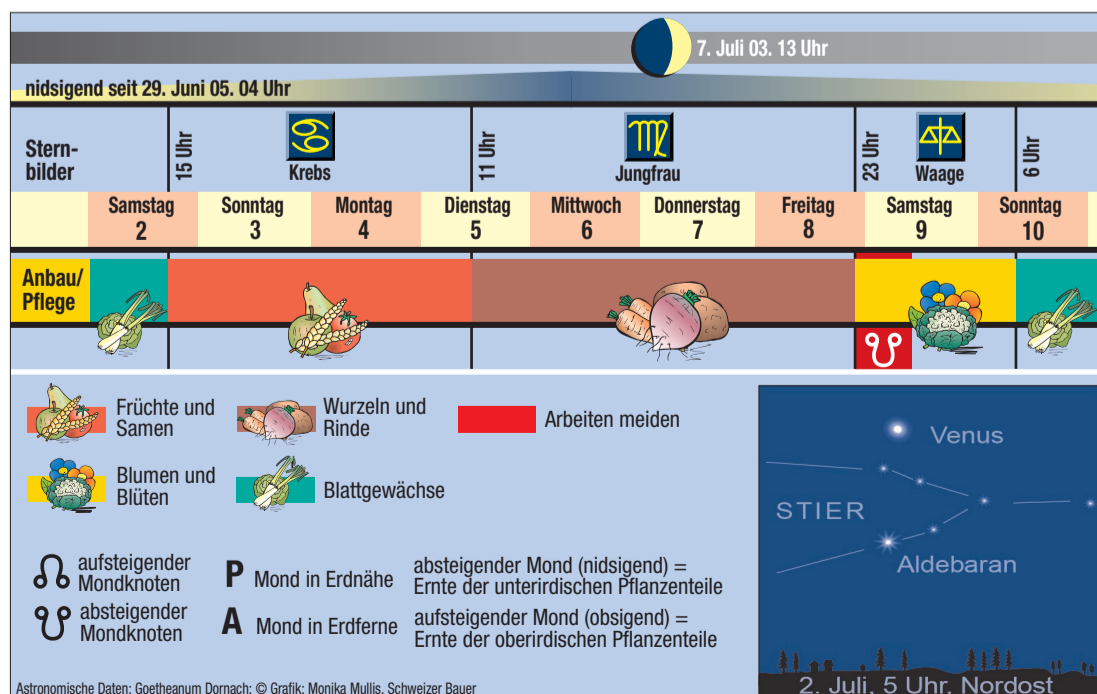 7. Juli 03. 13 Uhr
nidsigend seit 29. Juni 05. 04 Uhr
Stern-
bilder
15 Uhr
Krebs
11 Uhr
Jungfrau
23 Uhr
Waage
6 Uhr
Samstag
2
Sonntag
3
Montag
4
Dienstag
5
Mittwoch
6
Donnerstag
7
Freitag
8
Samstag
9
Sonntag
10
Anbau/
Pflege
Früchte und
Samen
Wurzeln und
Rinde
Arbeiten meiden
Blumen und
Blüten
Blattgewächse
aufsteigender
Mondknoten
absteigender
Mondknoten
P Mond in Erdnähe
A Mond in Erdferne
absteigender Mond (nidsigend) =
Ernte der unterirdischen Pflanzenteile
aufsteigender Mond (obsigend) =
Ernte der oberirdischen Pflanzenteile
Venus
STIER
Aldebaran
2. Juli, 5 Uhr, Nordost
Astronomische Daten: Goetheanum Dornach; © Grafik: Monika Mullis, Schweizer Bauer